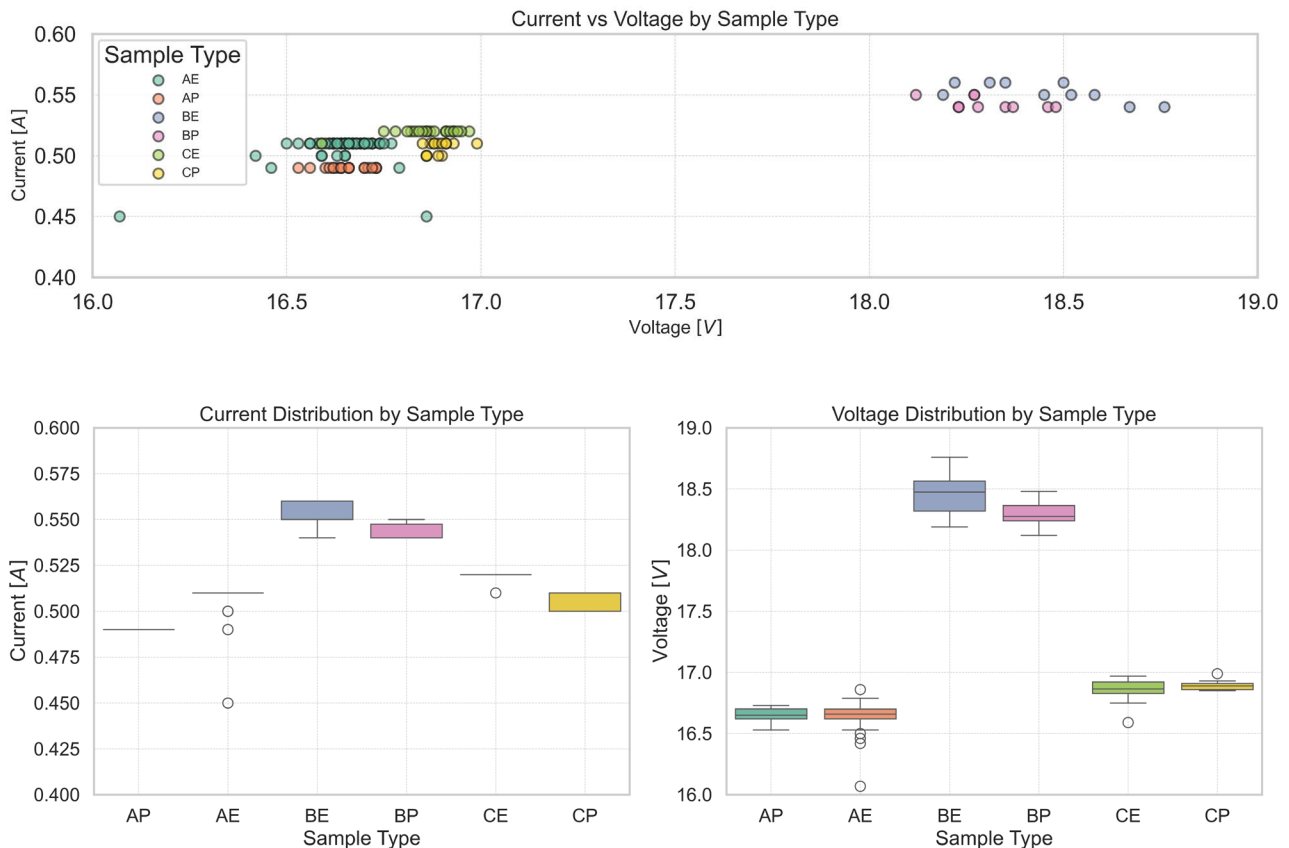 Current vs Voltage by Sample Type
Current [A]
0.60
0.55
0.50
0.45
0.40
Sample Type
AE
AP
BE
BP
CE
CP
16.0 16.5 17.0 17.5 18.0 18.5 19.0
Voltage [V]
Current Distribution by Sample Type
Current [A]
0.600
0.575
0.550
0.525
0.500
0.475
0.450
0.425
0.400
AP AE BE BP CE CP
Sample Type
Voltage Distribution by Sample Type
Voltage [V]
19.0
18.5
18.0
17.5
17.0
16.5
16.0
AP AE BE BP CE CP
Sample Type